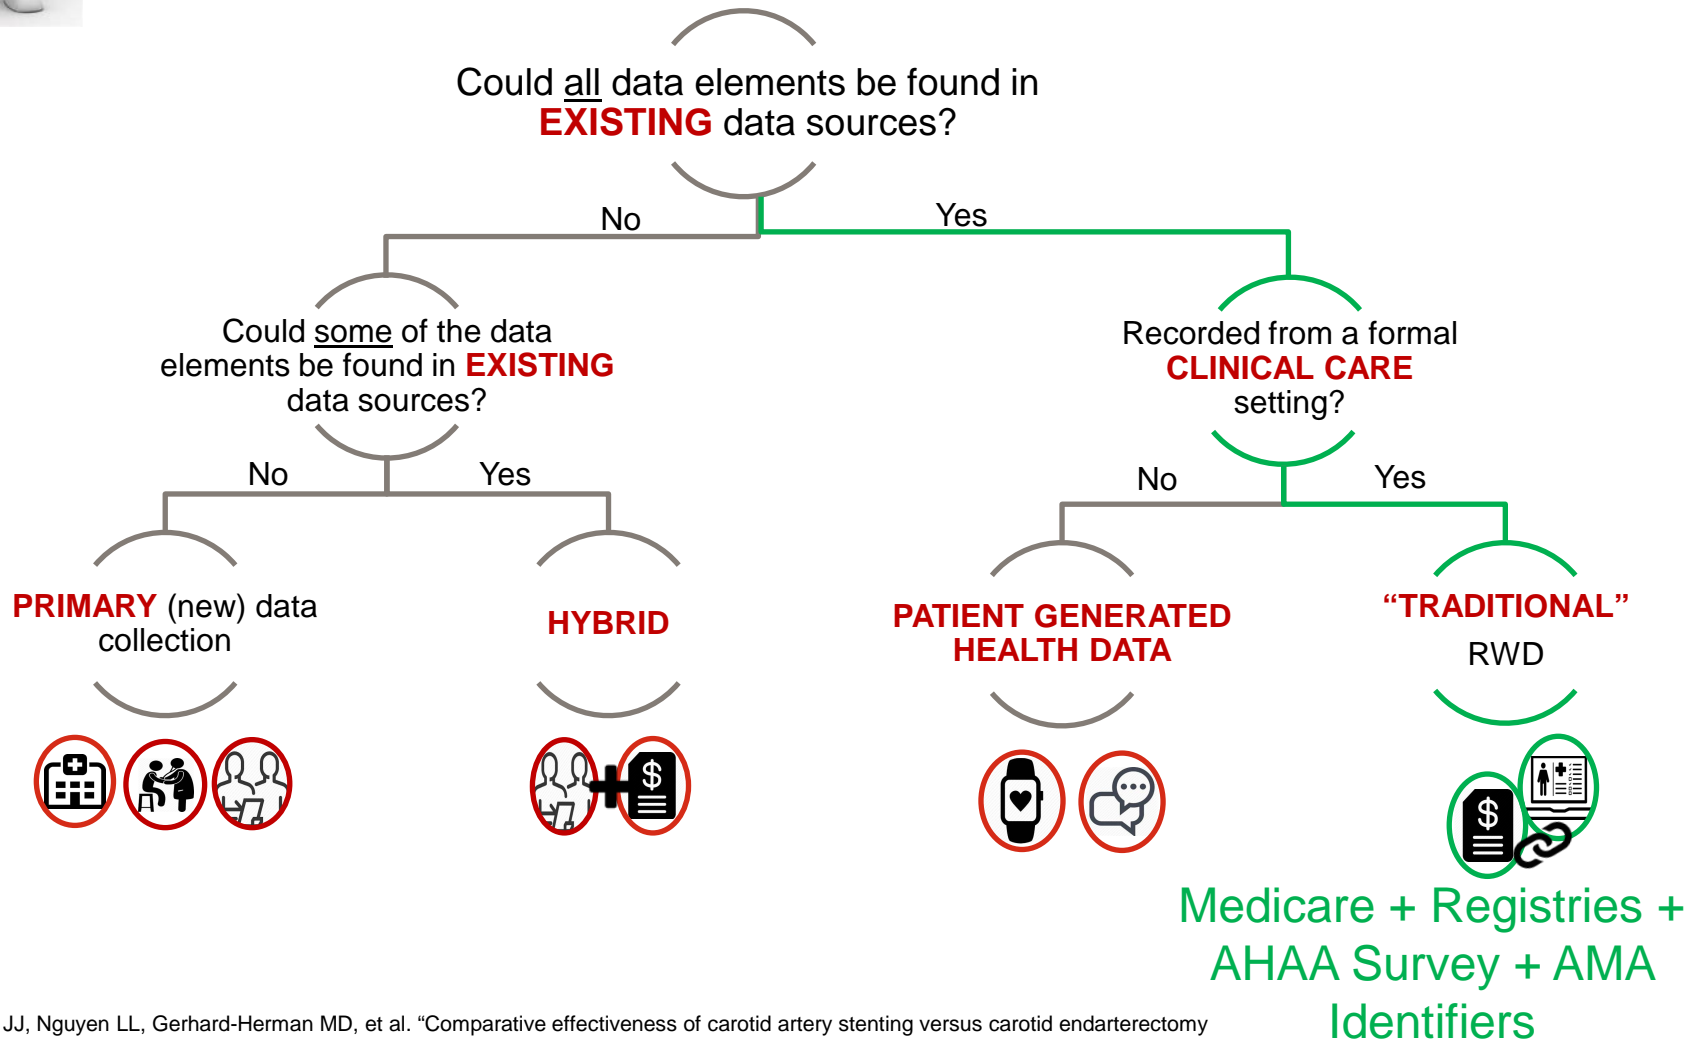 Could all data elements be found in
EXISTING data sources?
No
Yes
Could some of the data
elements be found in EXISTING
data sources?
Recorded from a formal
CLINICAL CARE
setting?
No
Yes
No
Yes
PRIMARY (new) data
collection
HYBRID
PATIENT GENERATED
HEALTH DATA
“TRADITIONAL”
RWD
$
$
Medicare + Registries +
AHAA Survey + AMA
Identifiers
JJ, Nguyen LL, Gerhard-Herman MD, et al. “Comparative effectiveness of carotid artery stenting versus carotid endarterectomy